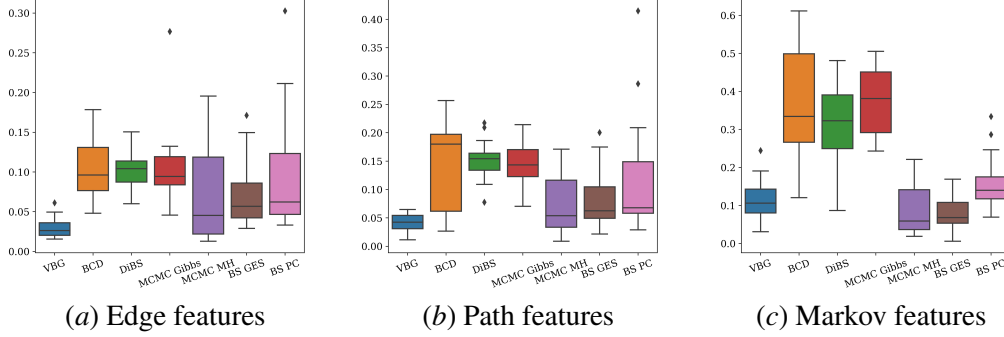 0.30
0.25
0.20
0.15
0.10
0.05
0.00
VBG
BCD
DiBS
MCMC Gibbs
MCMC MH
BS GES
BS PC
(a) Edge features
0.40
0.35
0.30
0.25
0.20
0.15
0.10
0.05
0.00
VBG
BCD
DiBS
MCMC Gibbs
MCMC MH
BS GES
BS PC
(b) Path features
0.6
0.5
0.4
0.3
0.2
0.1
0.0
VBG
BCD
DiBS
MCMC Gibbs
MCMC MH
BS GES
BS PC
(c) Markov features